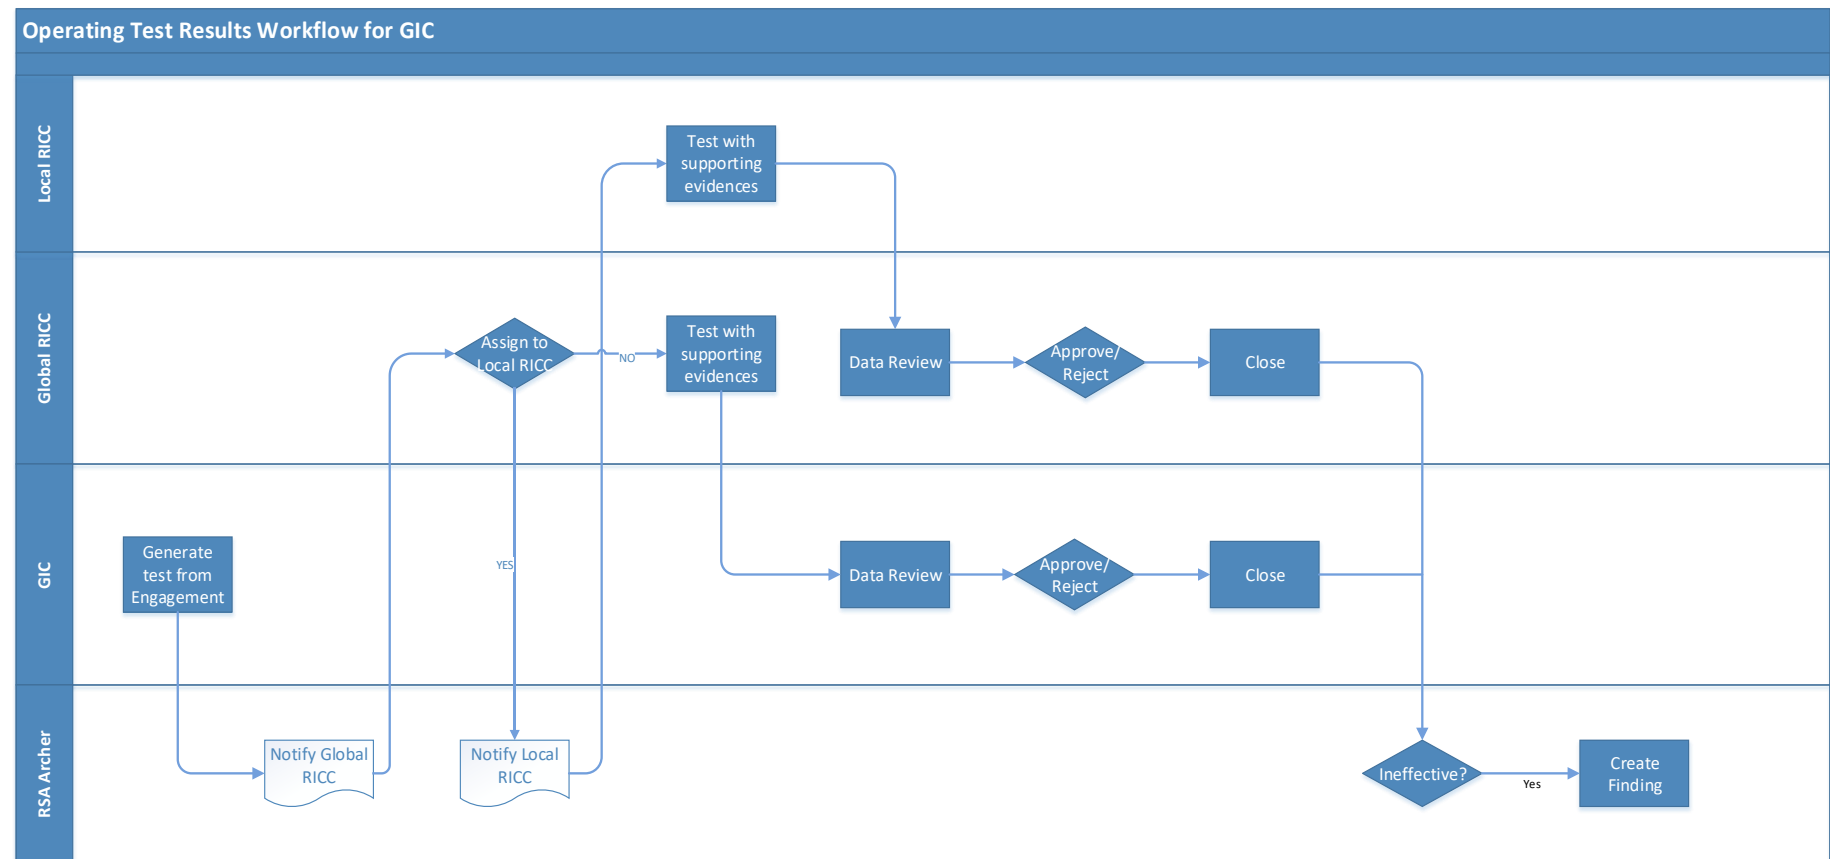 Operating Test Results Workflow for GIC
Local RICC
Test with
supporting
evidences
Global RICC
Assign to
Local RICC
NO
Test with
supporting
evidences
Data Review
Approve/
Reject
Close
GIC
Generate
test from
Engagement
YES
Data Review
Approve/
Reject
Close
RSA Archer
Notify Global
RICC
Notify Local
RICC
Ineffective?
Yes
Create
Finding